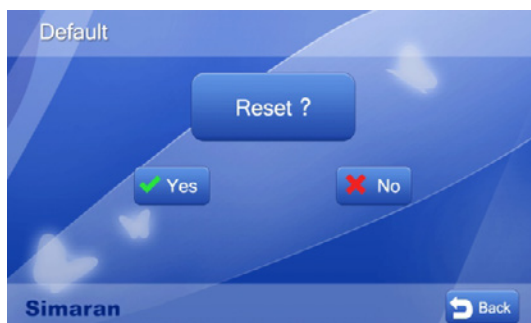 Default
Reset ?
Yes
No
Simaran
Back